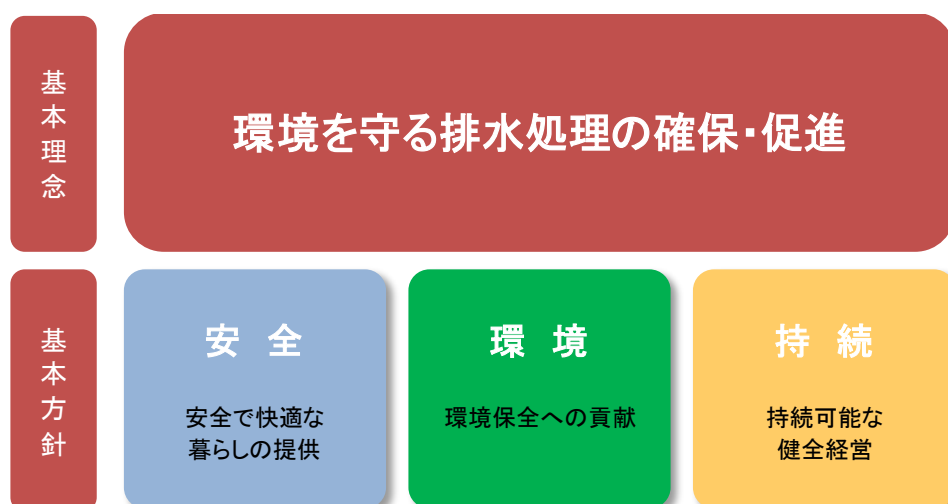 基本理念
環境を守る排水処理の確保・促進
基本方針
安 全
安全で快適な
暮らしの提供
環 境
環境保全への貢献
持 続
持続可能な
健全経営